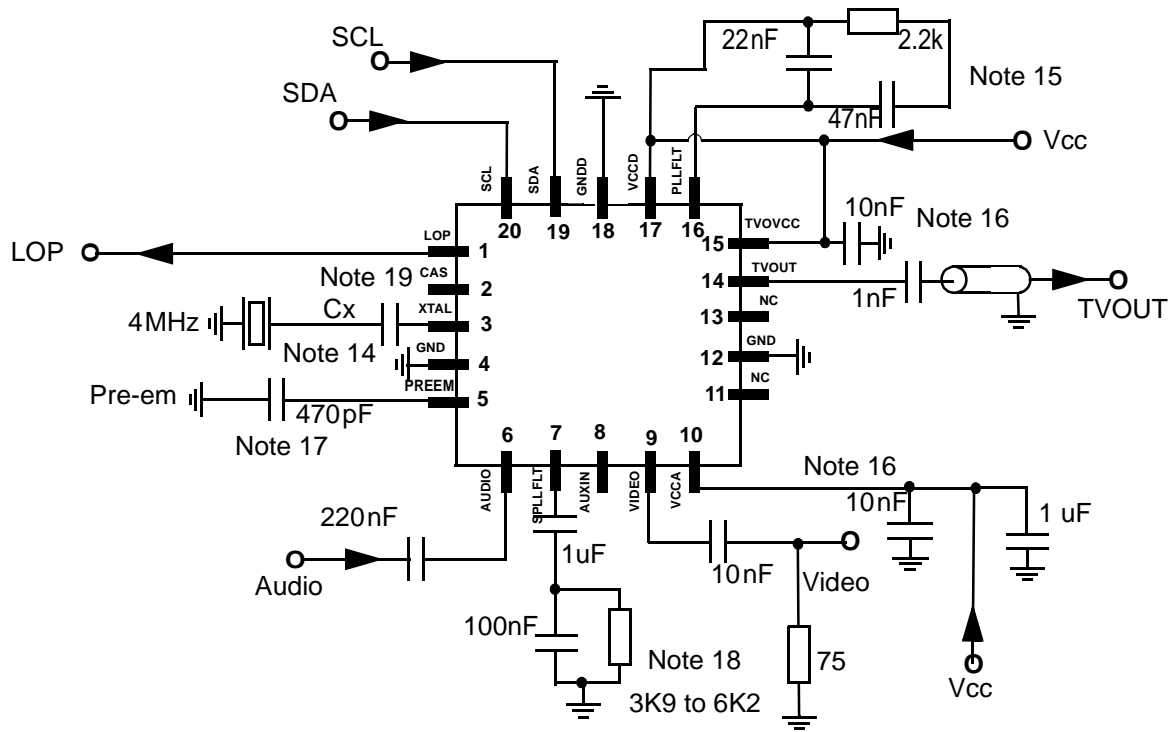 SCL
22nF
2.2k
Note 15
SDA
47nF
Vcc
SCL
SDA
GNDD
VCCD
PLLFLT
20
19
18
17
16
10nF
Note 16
LOP
LOP
1
15
TVOVCC
Note 19
CAS
2
14
TVOUT
1nF
TVOUT
4MHz
Cx
XTAL
3
13
NC
Note 14
GND
4
12
GND
Pre-em
PREEM
5
11
NC
470pF
Note 17
6
7
8
9
10
AUDIO
SPLLFLT
AUXIN
VIDEO
VCCA
Note 16
10nF
1 uF
220nF
Audio
1uF
10nF
Video
100nF
Note 18
3K9 to 6K2
75
Vcc